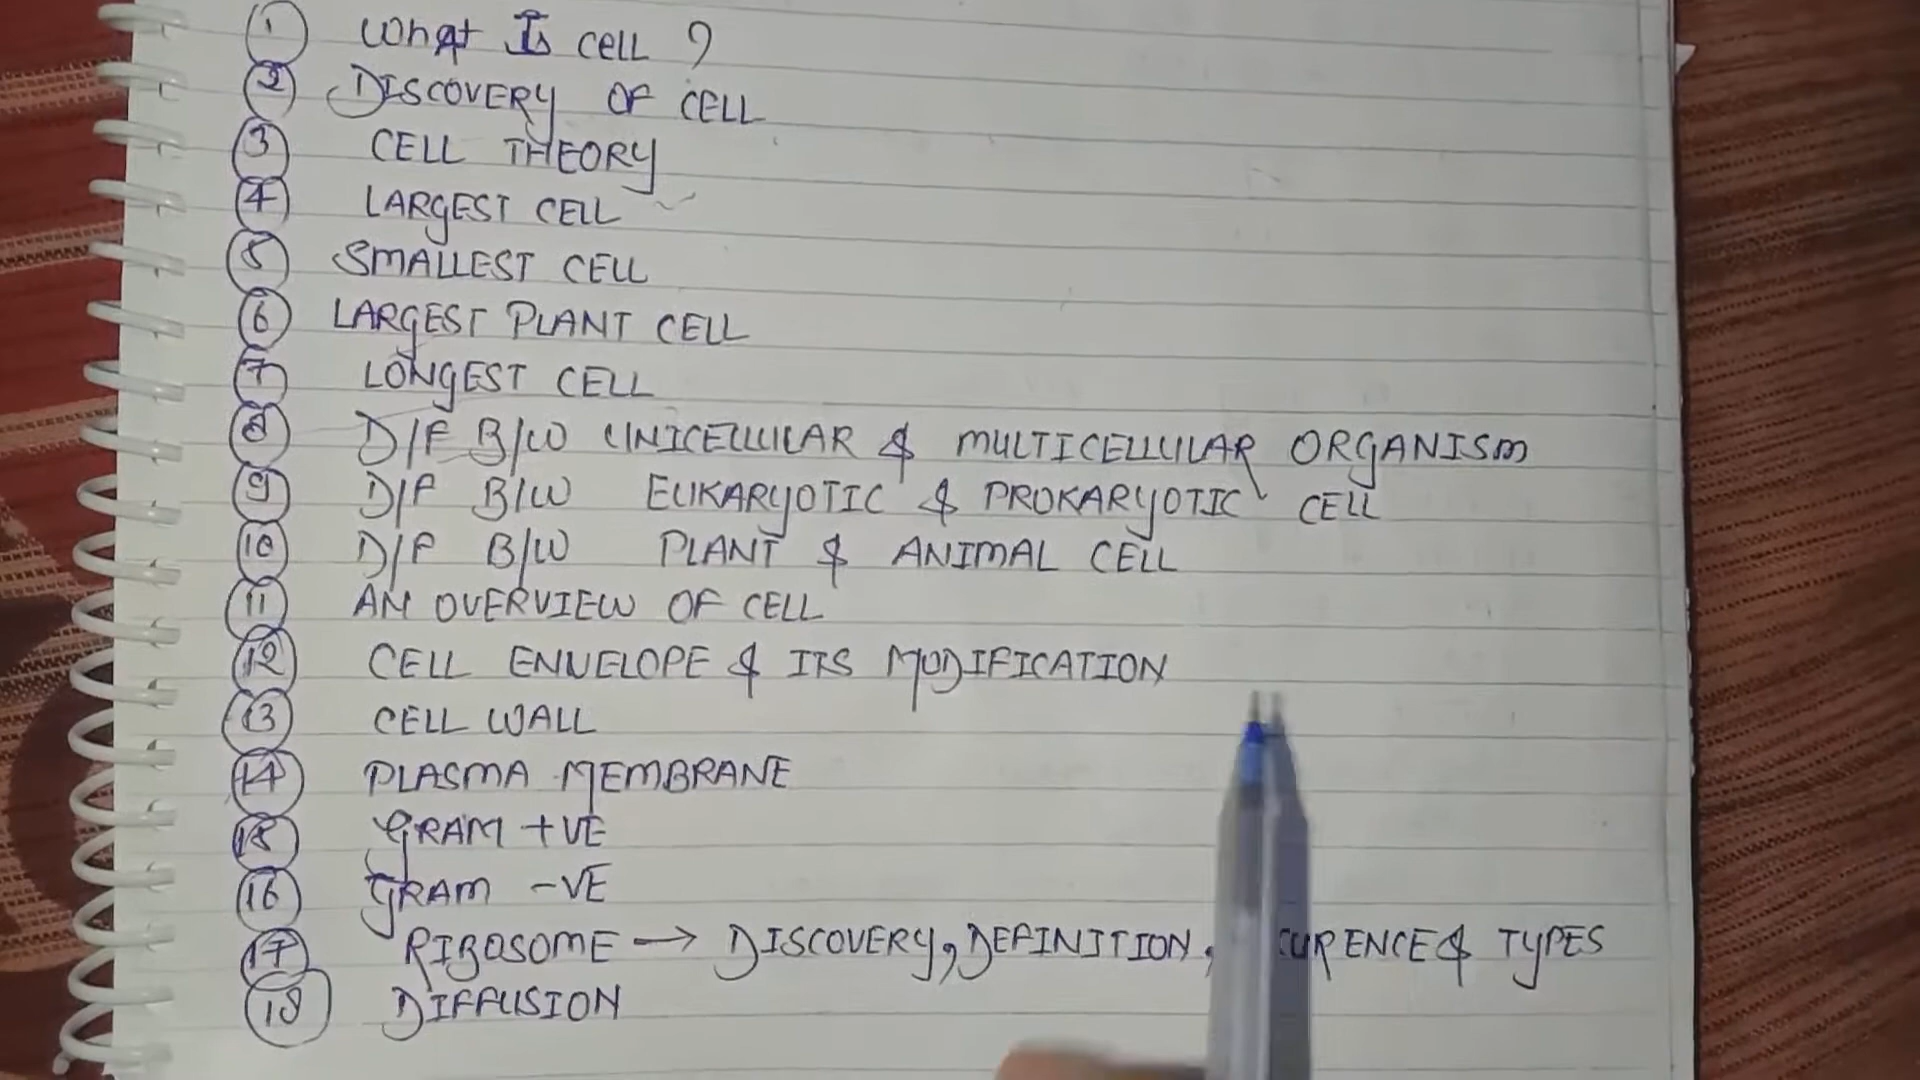 1 What Is Cell ?
2 DISCOVERY OF CELL
3 CELL THEORY
4 LARGEST CELL
5 SMALLEST CELL
6 LARGEST PLANT CELL
7 LONGEST CELL
8 D/F B/W UNICELLULAR & MULTICELLULAR ORGANISM
9 D/F B/W EUKARYOTIC & PROKARYOTIC CELL
10 D/F B/W PLANT & ANIMAL CELL
11 AN OVERVIEW OF CELL
12 CELL ENVELOPE & ITS MODIFICATION
13 CELL WALL
14 PLASMA MEMBRANE
15 GRAM +VE
16 GRAM -VE
17 RIBOSOME → DISCOVERY, DEFINITION, & TYPES
18 DIFFUSION